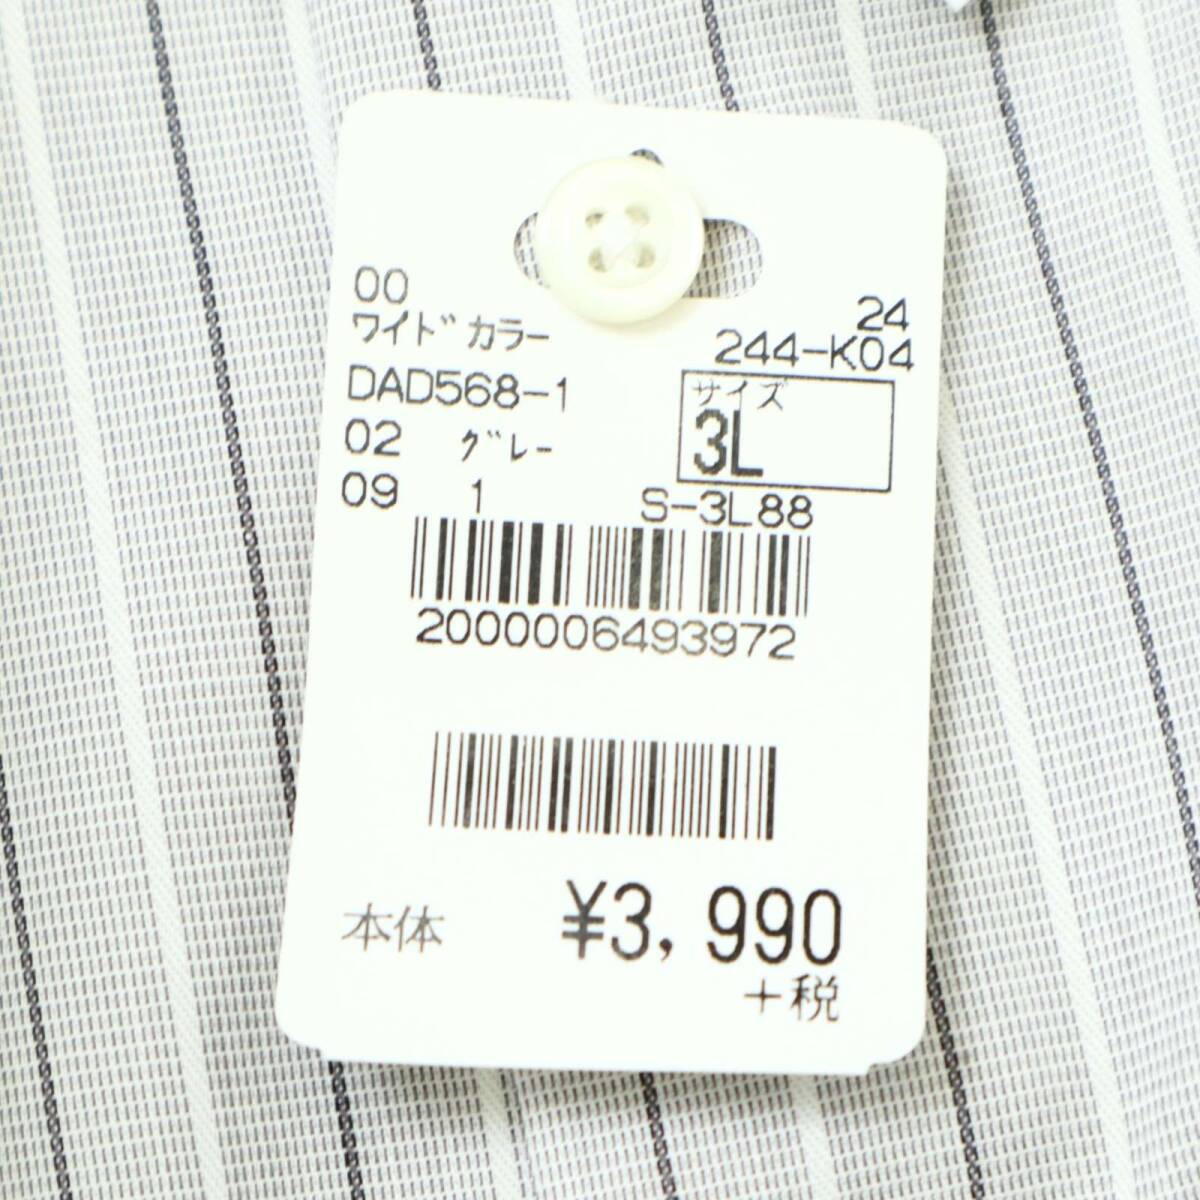 00
24
ワイドカラー
244-K04
DAD568-1
サイズ
3L
02 グレー
09 1
S-3L88
2000006493972
本体 ¥3,990
+税